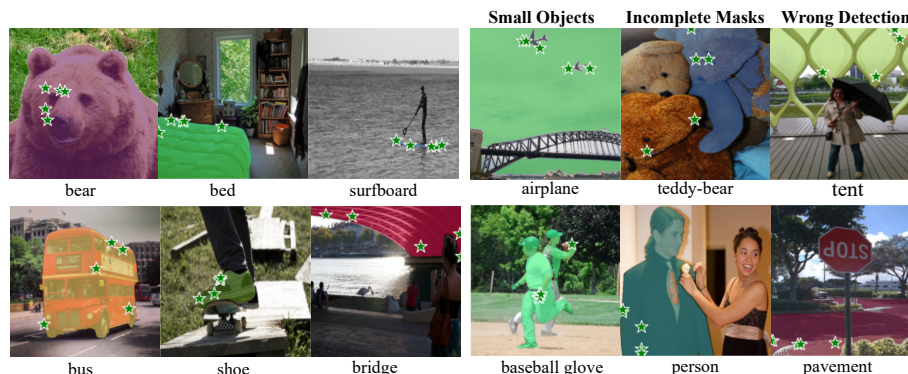 Small Objects Incomplete Masks Wrong Detection
bear bed surfboard airplane teddy-bear tent
STOP
bus shoe bridge baseball glove person pavement